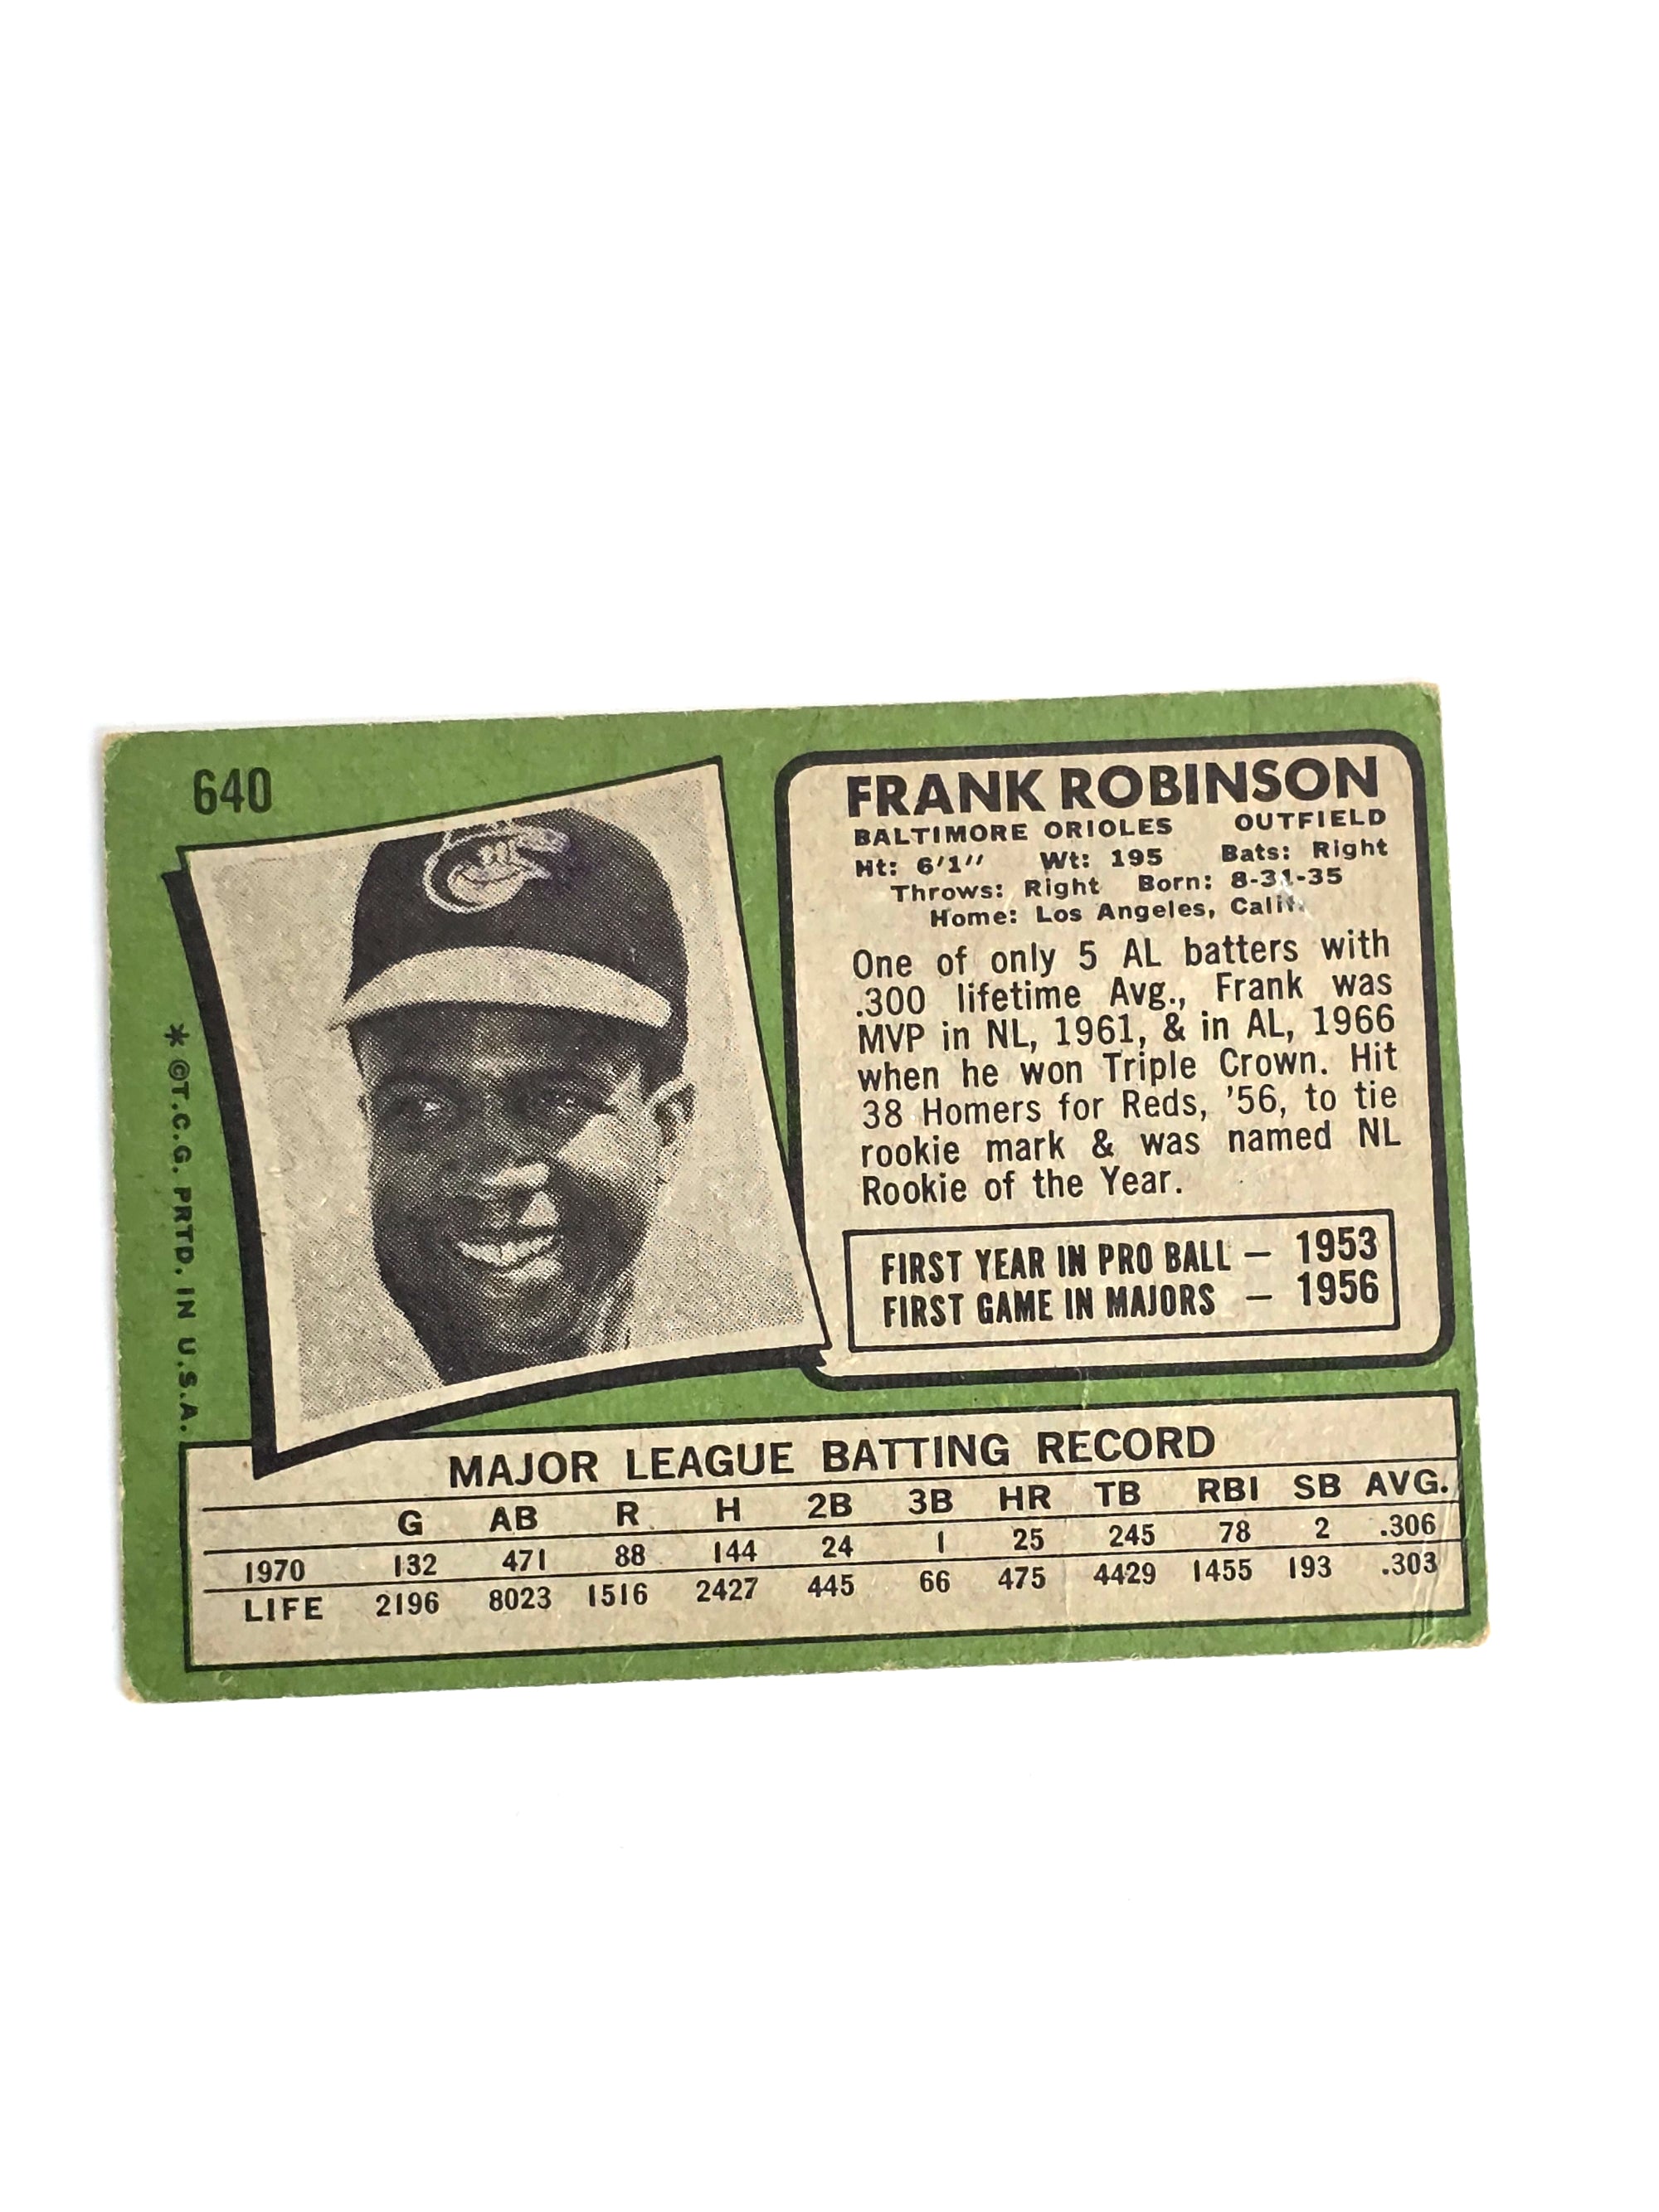 640
FRANK ROBINSON
BALTIMORE ORIOLES OUTFIELD
Ht: 6'1" Wt: 195 Bats: Right
Throws: Right Born: 8-31-35
Home: Los Angeles, Calif.
One of only 5 AL batters with
.300 lifetime Avg., Frank was
MVP in NL, 1961, & in AL, 1966
when he won Triple Crown. Hit
38 Homers for Reds, '56, to tie
rookie mark & was named NL
Rookie of the Year.
FIRST YEAR IN PRO BALL — 1953
FIRST GAME IN MAJORS — 1956
* ©T.C.G. PRTD. IN U.S.A.
MAJOR LEAGUE BATTING RECORD
G AB R H 2B 3B HR TB RBI SB AVG.
1970 132 471 88 144 24 1 25 245 78 2 .306
LIFE 2196 8023 1516 2427 445 66 475 4429 1455 193 .303